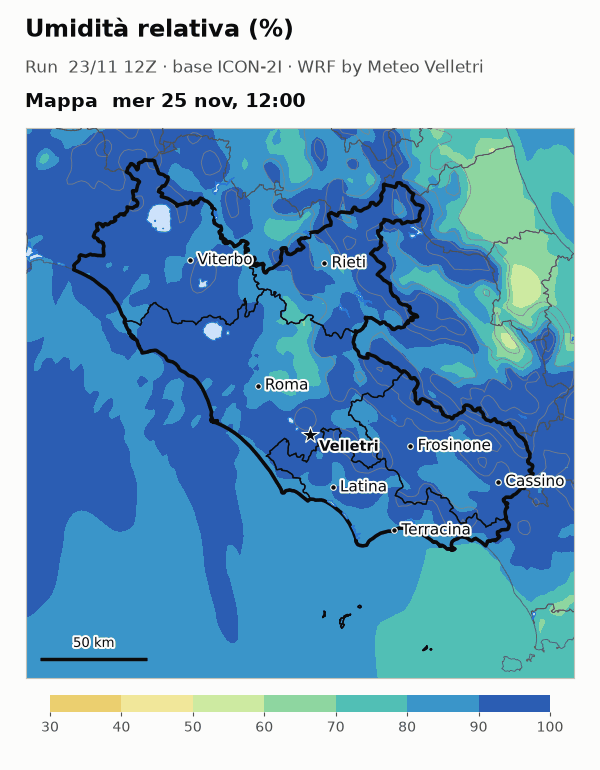 Umidità relativa (%)
Run  23/11 12Z · base ICON-2I · WRF by Meteo Velletri
Mappa  mer 25 nov, 12:00
Viterbo
Rieti
Roma
Velletri
Frosinone
Latina
Cassino
Terracina
50 km
30 40 50 60 70 80 90 100